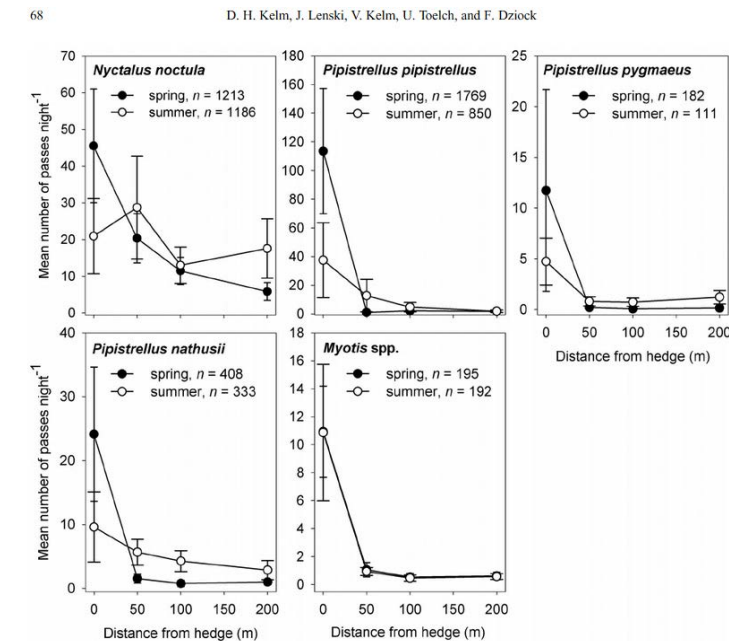 68
D. H. Kelm, J. Lenski, V. Kelm, U. Toelch, and F. Dziock
Nyctalus noctula
spring, n = 1213
summer, n = 1186
Mean number of passes night⁻¹
70
60
50
40
30
20
10
0
Pipistrellus pipistrellus
spring, n = 1769
summer, n = 850
180
160
140
120
100
80
60
40
20
0
Pipistrellus pygmaeus
spring, n = 182
summer, n = 111
25
20
15
10
5
0
0 50 100 150 200
Distance from hedge (m)
Pipistrellus nathusii
spring, n = 408
summer, n = 333
Mean number of passes night⁻¹
40
30
20
10
0
0 50 100 150 200
Distance from hedge (m)
Myotis spp.
spring, n = 195
summer, n = 192
18
16
14
12
10
8
6
4
2
0
0 50 100 150 200
Distance from hedge (m)